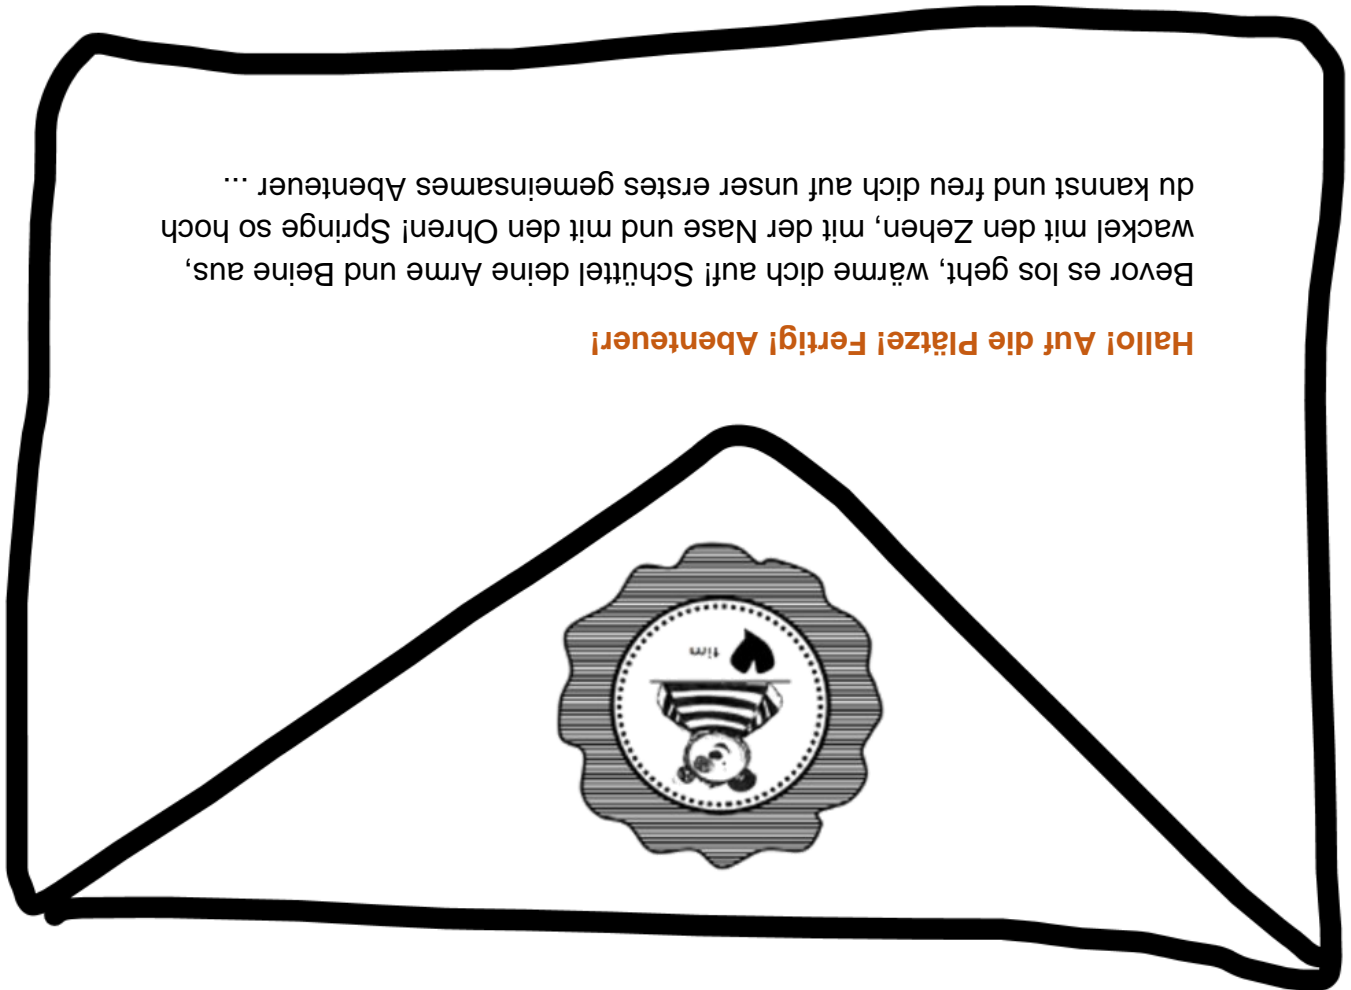 Hallo! Auf die Plätze! Fertig! Abenteuer!
Bevor es los geht, wärme dich auf! Schüttel deine Arme und Beine aus,
wackel mit den Zehen, mit der Nase und mit den Ohren! Springe so hoch
du kannst und freu dich auf unser erstes gemeinsames Abenteuer ...
tim